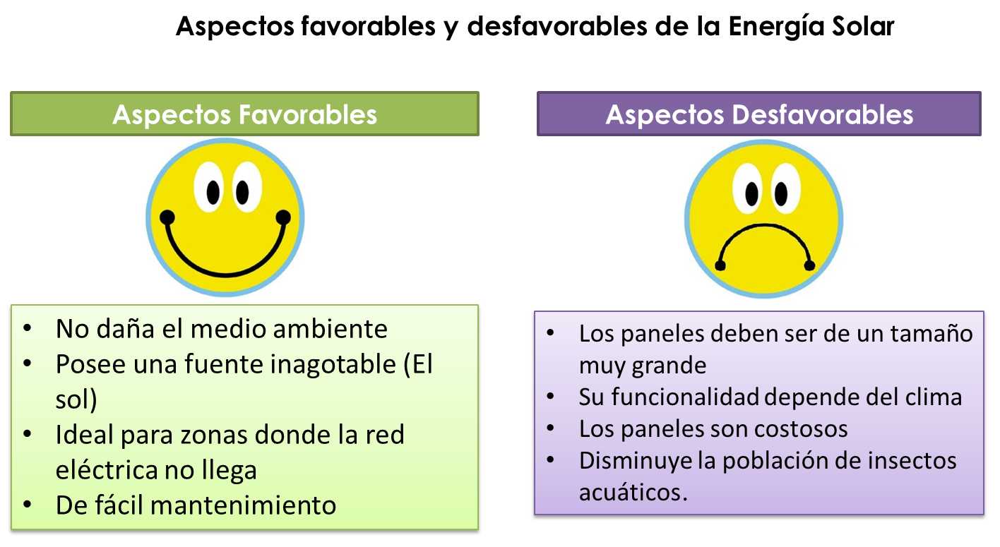 Aspectos favorables y desfavorables de la Energía Solar
Aspectos Favorables
• No daña el medio ambiente
• Posee una fuente inagotable (El
sol)
• Ideal para zonas donde la red
eléctrica no llega
• De fácil mantenimiento
Aspectos Desfavorables
• Los paneles deben ser de un tamaño
muy grande
• Su funcionalidad depende del clima
• Los paneles son costosos
• Disminuye la población de insectos
acuáticos.